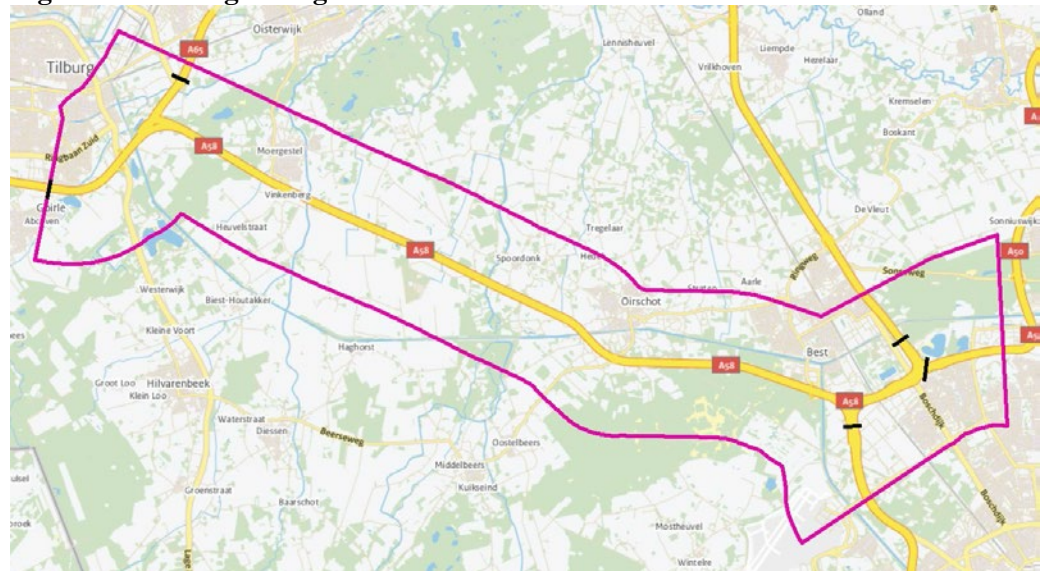 Oisterwijk
Olland
Lennisheuvel
Liempde
Vrilkhoven
Hezelaar
A65
Tilburg
Kremselen
Boskant
Ringbaan Zuid
A58
Moergestel
Vinkenberg
Goirle
De Vleut
Heuvelstraat
Tregelaar
A58
Spoordonk
Ringweg
Sonseweg
A50
Westerwijk
Aarle
Biest-Houtakker
Oirschot
Kleine Voort
Haghorst
Best
A58
Groot Loo
Hilvarenbeek
Klein Loo
A58
Boschdijk
Waterstraat
Diessen
Beerseweg
Oostelbeers
Middelbeers
Kuikseind
Groenstraat
Baarschot
Boschdijk
Mostheuvel
Lage
Wintelre